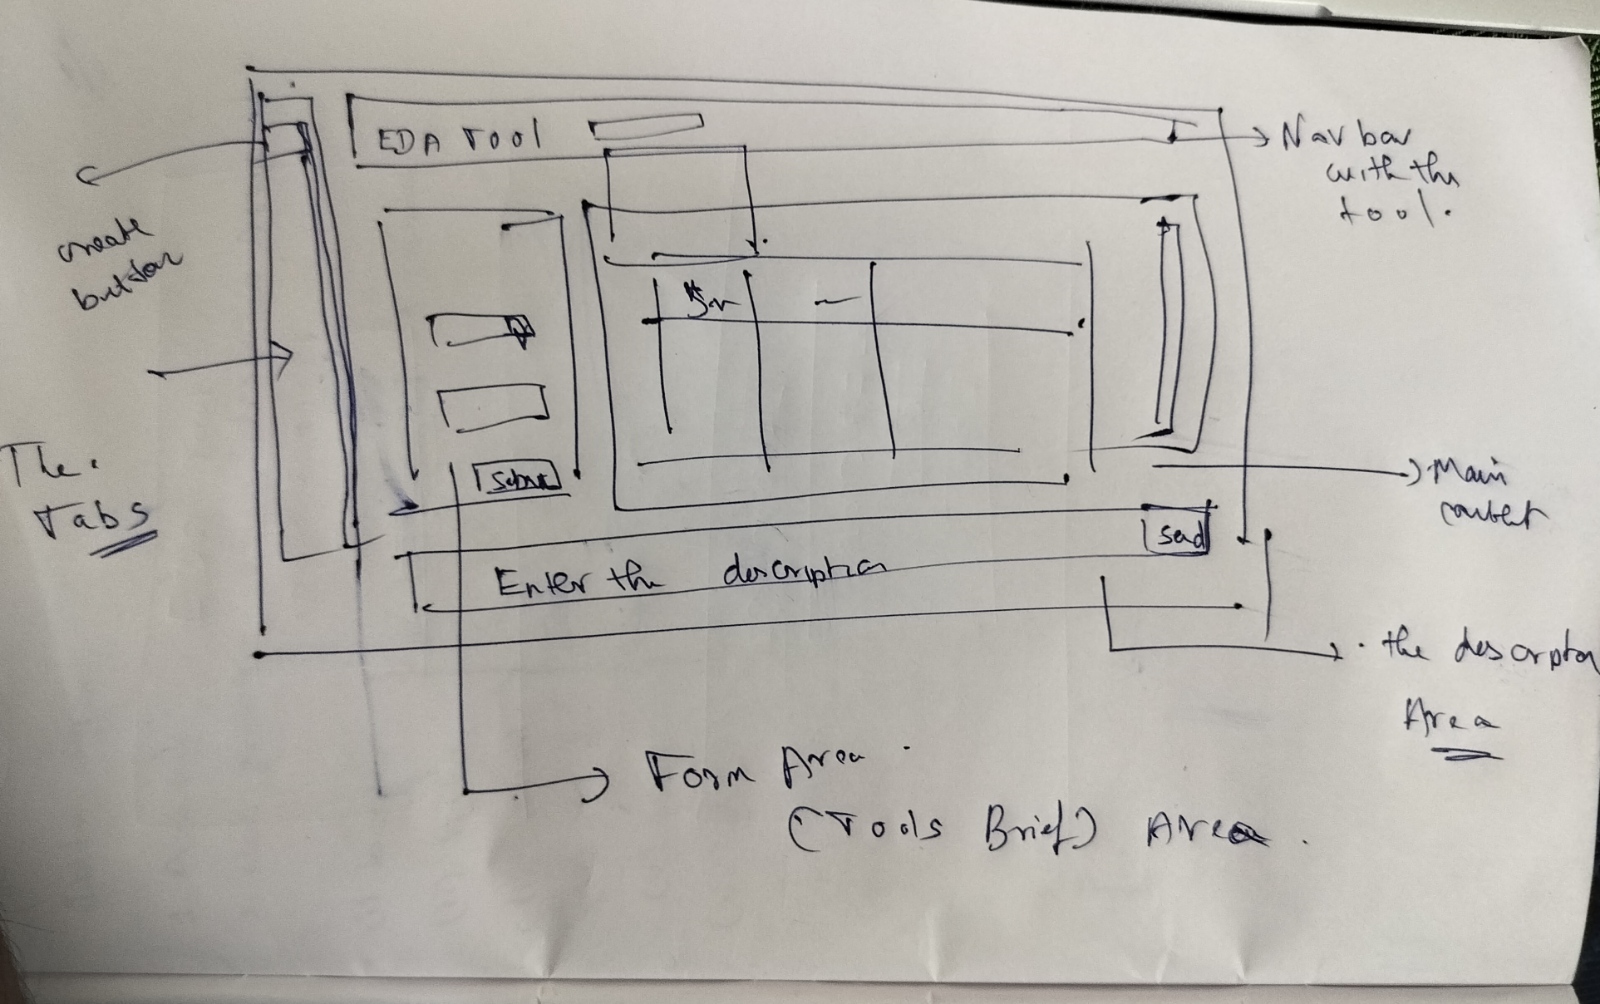 EDA Tool
Nav bar
with the
tool.
create
button
The.
Tabs
submit
Main
content
send
Enter the description
. the description
Area
Form Area.
(Tools Brief) Area.